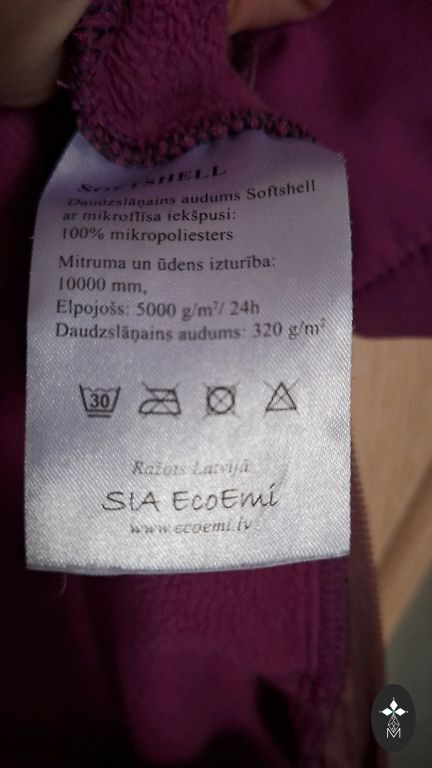 SOFTSHELL
Daudzslāņains audums Softshell
ar mikroflīsa iekšpusi:
100% mikropoliesters
Mitruma un ūdens izturība:
10000 mm,
Elpojošs: 5000 g/m²/ 24h
Daudzslāņains audums: 320 g/m²
30
Ražots Latvijā
SIA EcoEmi
www.ecoemi.lv
M